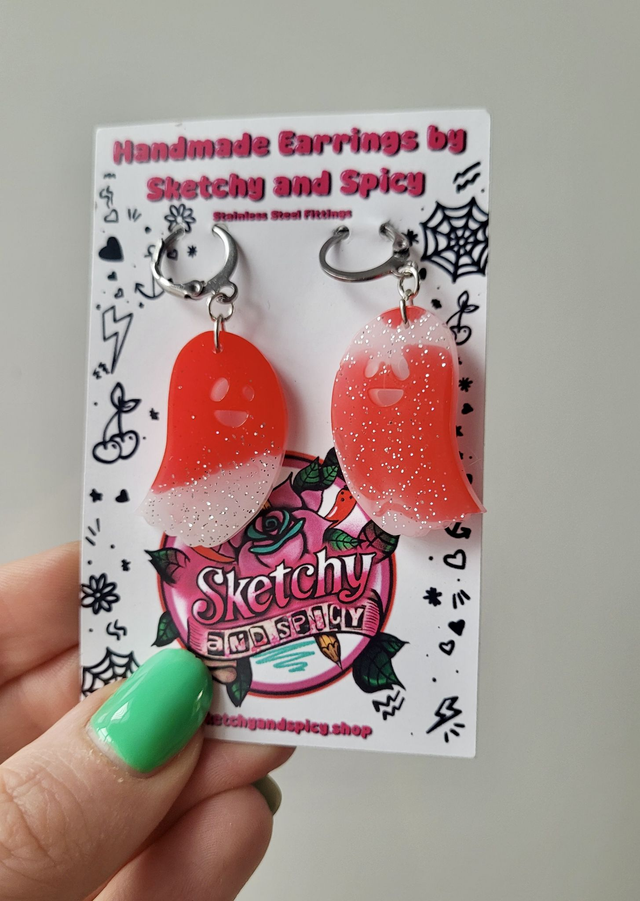 Handmade Earrings by
Sketchy and Spicy
Stainless Steel Fittings
Sketchy
AND SPICY
sketchyandspicy.shop